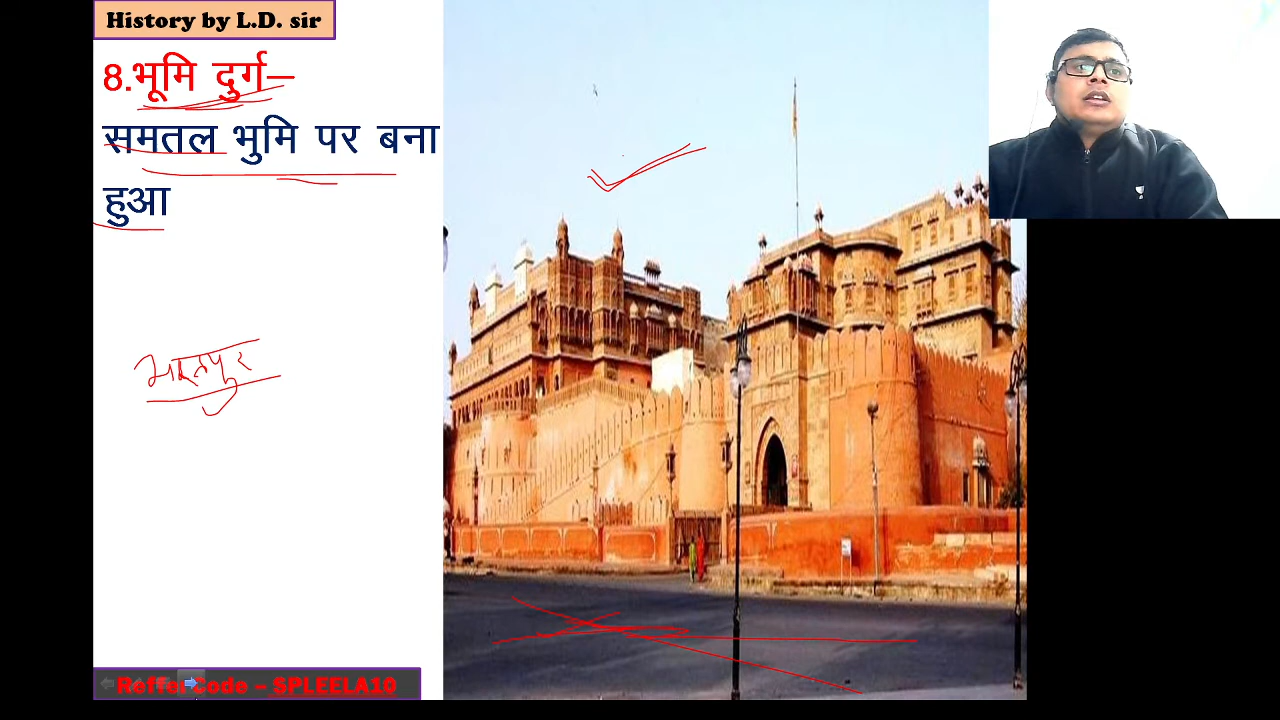 History by L.D. sir
8.भूमि दुर्ग–
समतल भुमि पर बना
हुआ
भरतपुर
Reffer Code – SPLEELA10